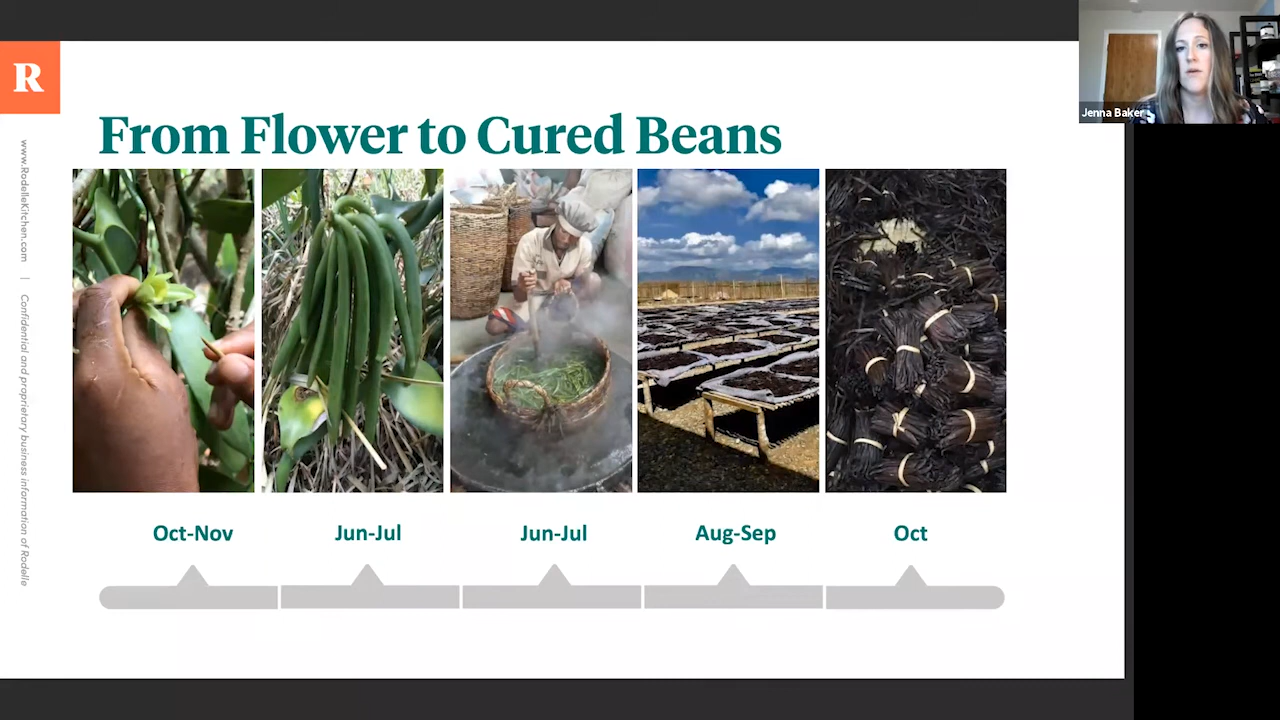 R
From Flower to Cured Beans
Jenna Baker
www.RodelleKitchen.com | Confidential and proprietary business information of Rodelle
Oct-Nov
Jun-Jul
Jun-Jul
Aug-Sep
Oct